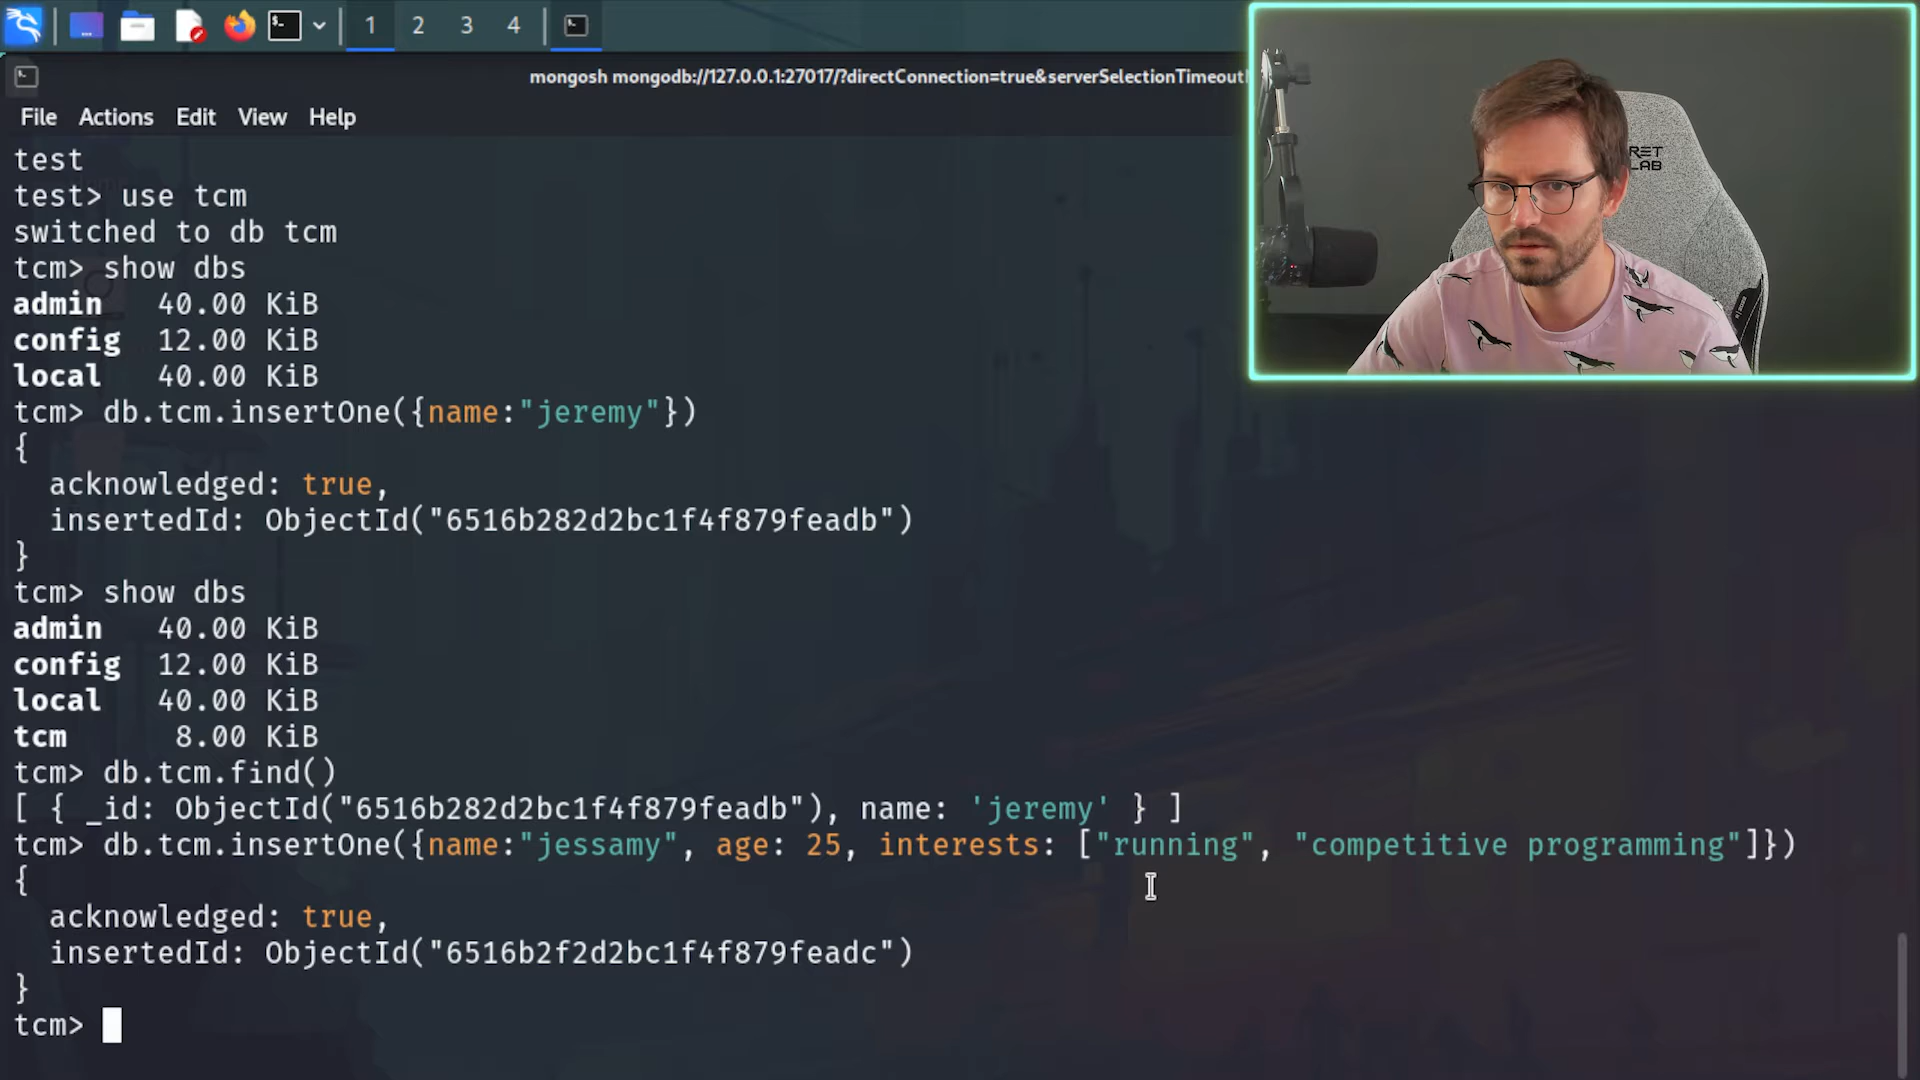 1 2 3 4
mongosh mongodb://127.0.0.1:27017/?directConnection=true&serverSelectionTimeout
File Actions Edit View Help
test
test> use tcm
switched to db tcm
tcm> show dbs
admin 40.00 KiB
config 12.00 KiB
local 40.00 KiB
tcm> db.tcm.insertOne({name:"jeremy"})
{
acknowledged: true,
insertedId: ObjectId("6516b282d2bc1f4f879feadb")
}
tcm> show dbs
admin 40.00 KiB
config 12.00 KiB
local 40.00 KiB
tcm 8.00 KiB
tcm> db.tcm.find()
[ { _id: ObjectId("6516b282d2bc1f4f879feadb"), name: 'jeremy' } ]
tcm> db.tcm.insertOne({name:"jessamy", age: 25, interests: ["running", "competitive programming"]})
{
acknowledged: true,
insertedId: ObjectId("6516b2f2d2bc1f4f879feadc")
}
tcm>
RET
LAB